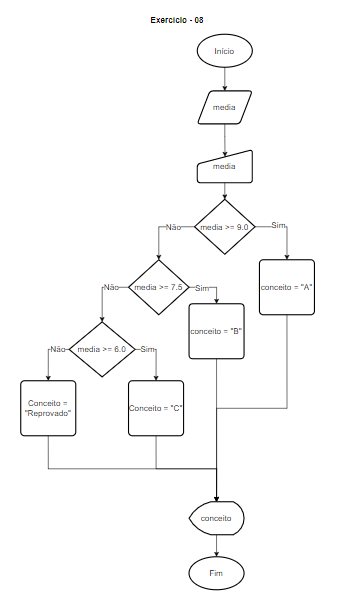 Exercício - 08
Início
media
media
media >= 9.0
Não
Sim
media >= 7.5
conceito = "A"
Não
Sim
conceito = "B"
media >= 6.0
Não
Sim
Conceito =
"Reprovado"
Conceito = "C"
conceito
Fim